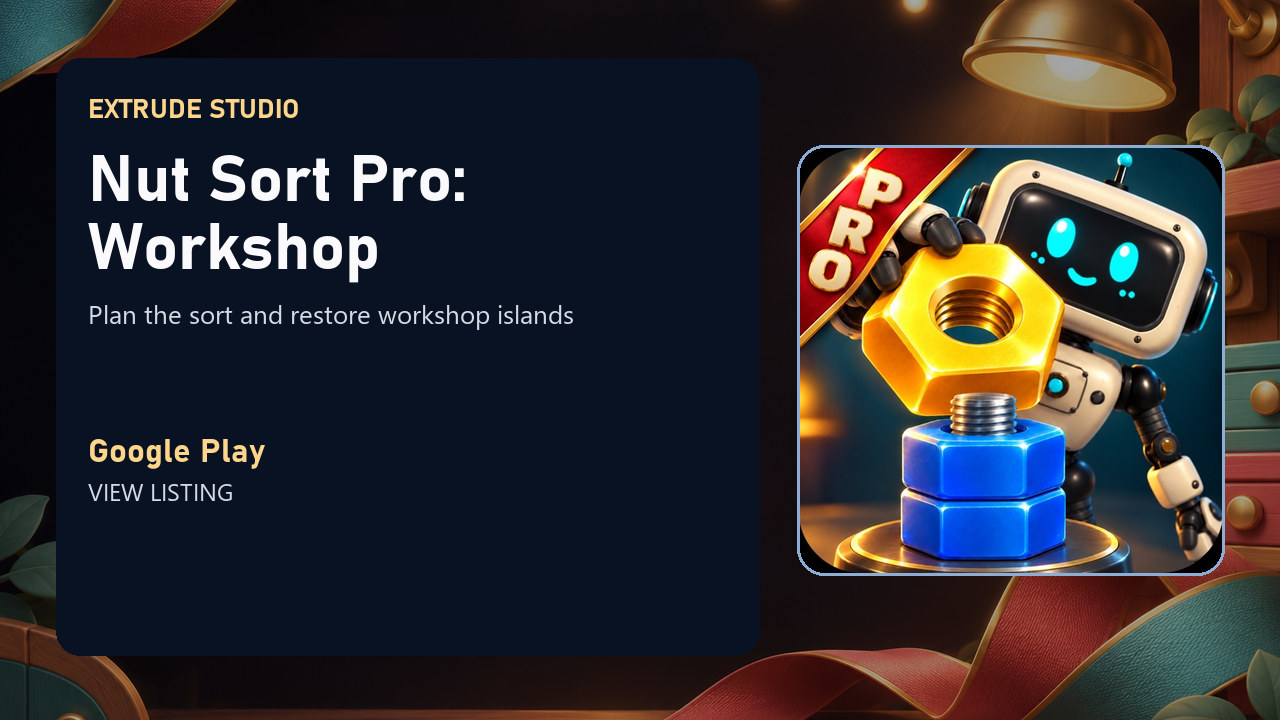 EXTRUDE STUDIO
Nut Sort Pro:
Workshop
Plan the sort and restore workshop islands
Google Play
VIEW LISTING
PRO